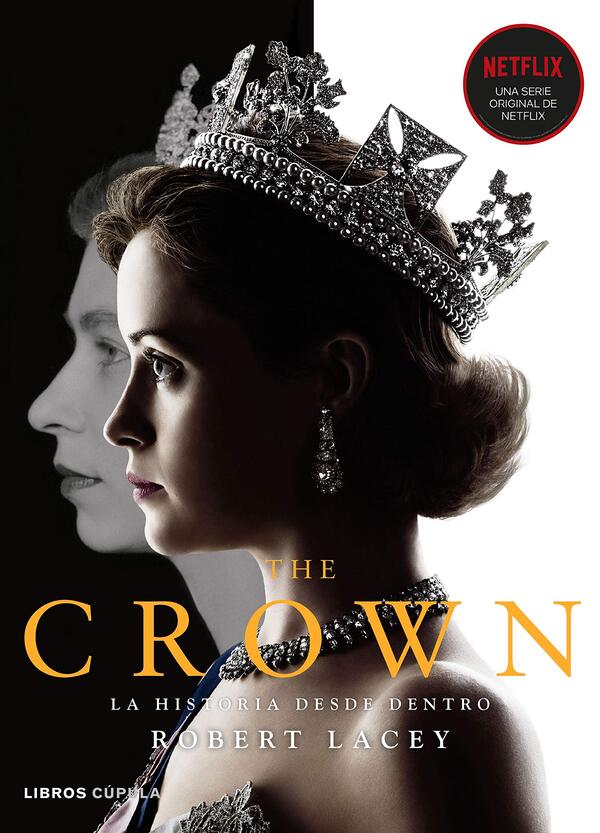 NETFLIX
UNA SERIE
ORIGINAL DE
NETFLIX
THE
CROWN
LA HISTORIA DESDE DENTRO
ROBERT LACEY
LIBROS CÚPULA